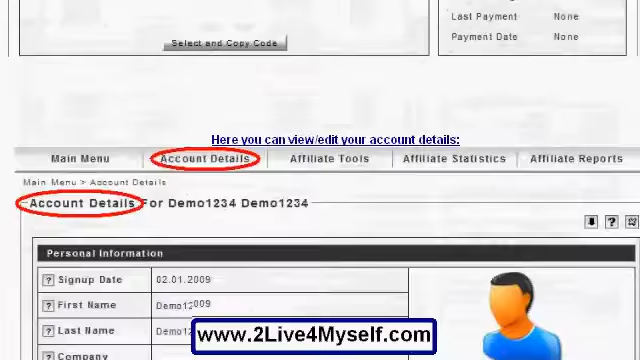 Last Payment None
Select and Copy Code
Payment Date None
Here you can view/edit your account details:
Main Menu Account Details Affiliate Tools Affiliate Statistics Affiliate Reports
Main Menu > Account Details
Account Details For Demo1234 Demo1234
Personal Information
? Signup Date 02.01.2009
? First Name
? Last Name
www.2Live4Myself.com
? Company